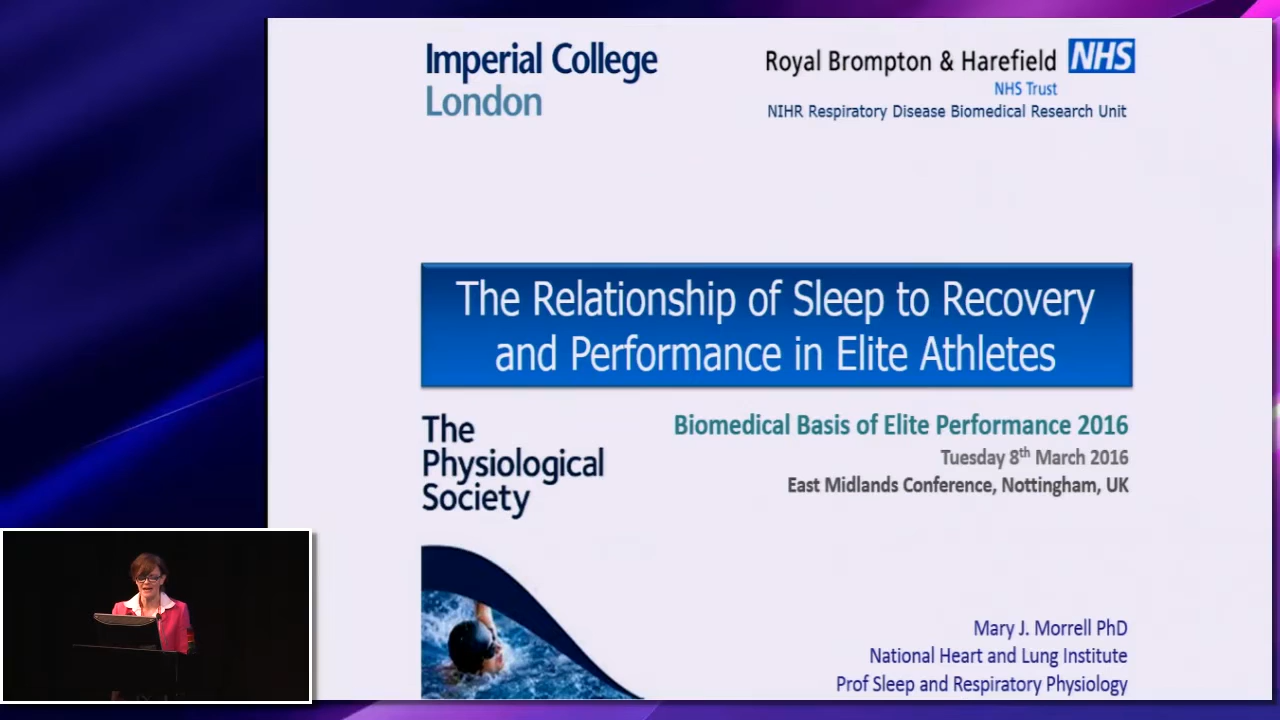 Imperial College
London
Royal Brompton & Harefield NHS
NHS Trust
NIHR Respiratory Disease Biomedical Research Unit
The Relationship of Sleep to Recovery
and Performance in Elite Athletes
The
Physiological
Society
Biomedical Basis of Elite Performance 2016
Tuesday 8th March 2016
East Midlands Conference, Nottingham, UK
Mary J. Morrell PhD
National Heart and Lung Institute
Prof Sleep and Respiratory Physiology